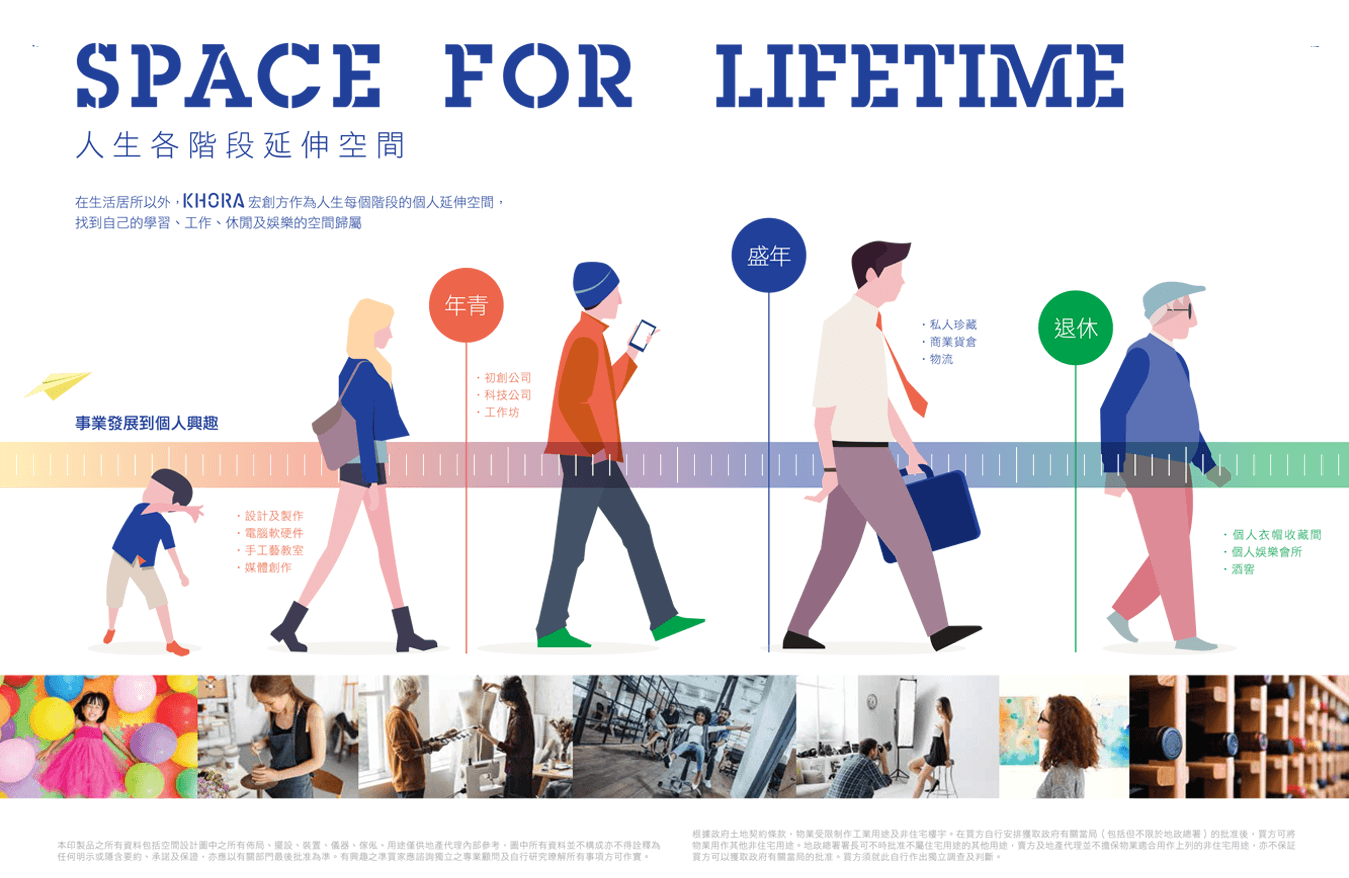 SPACE FOR LIFETIME
人生各階段延伸空間
在生活居所以外，KHORA 宏創方作為人生每個階段的個人延伸空間，
找到自己的學習、工作、休閒及娛樂的空間歸屬
事業發展到個人興趣
・設計及製作
・電腦軟硬件
・手工藝教室
・媒體創作
年青
・初創公司
・科技公司
・工作坊
盛年
・私人珍藏
・商業貨倉
・物流
退休
・個人衣帽收藏間
・個人娛樂會所
・酒窖
本印製品之所有資料包括空間設計圖中之所有佈局、擺設、裝置、儀器、傢俬、用途僅供地產代理內部參考，圖中所有資料並不構成亦不得詮釋為
任何明示或隱含要約、承諾及保證，亦應以有關部門最後批准為準。有興趣之準買家應諮詢獨立之專業顧問及自行研究瞭解所有事項方可作實。
根據政府土地契約條款，物業受限制作工業用途及非住宅樓宇。在買方自行安排獲取政府有關當局（包括但不限於地政總署）的批准後，買方可將
物業用作其他非住宅用途。地政總署署長可不時批准不屬住宅用途的其他用途，賣方及地產代理並不擔保物業適合用作上列的非住宅用途，亦不保証
買方可以獲取政府有關當局的批准。買方須就此自行作出獨立調查及判斷。